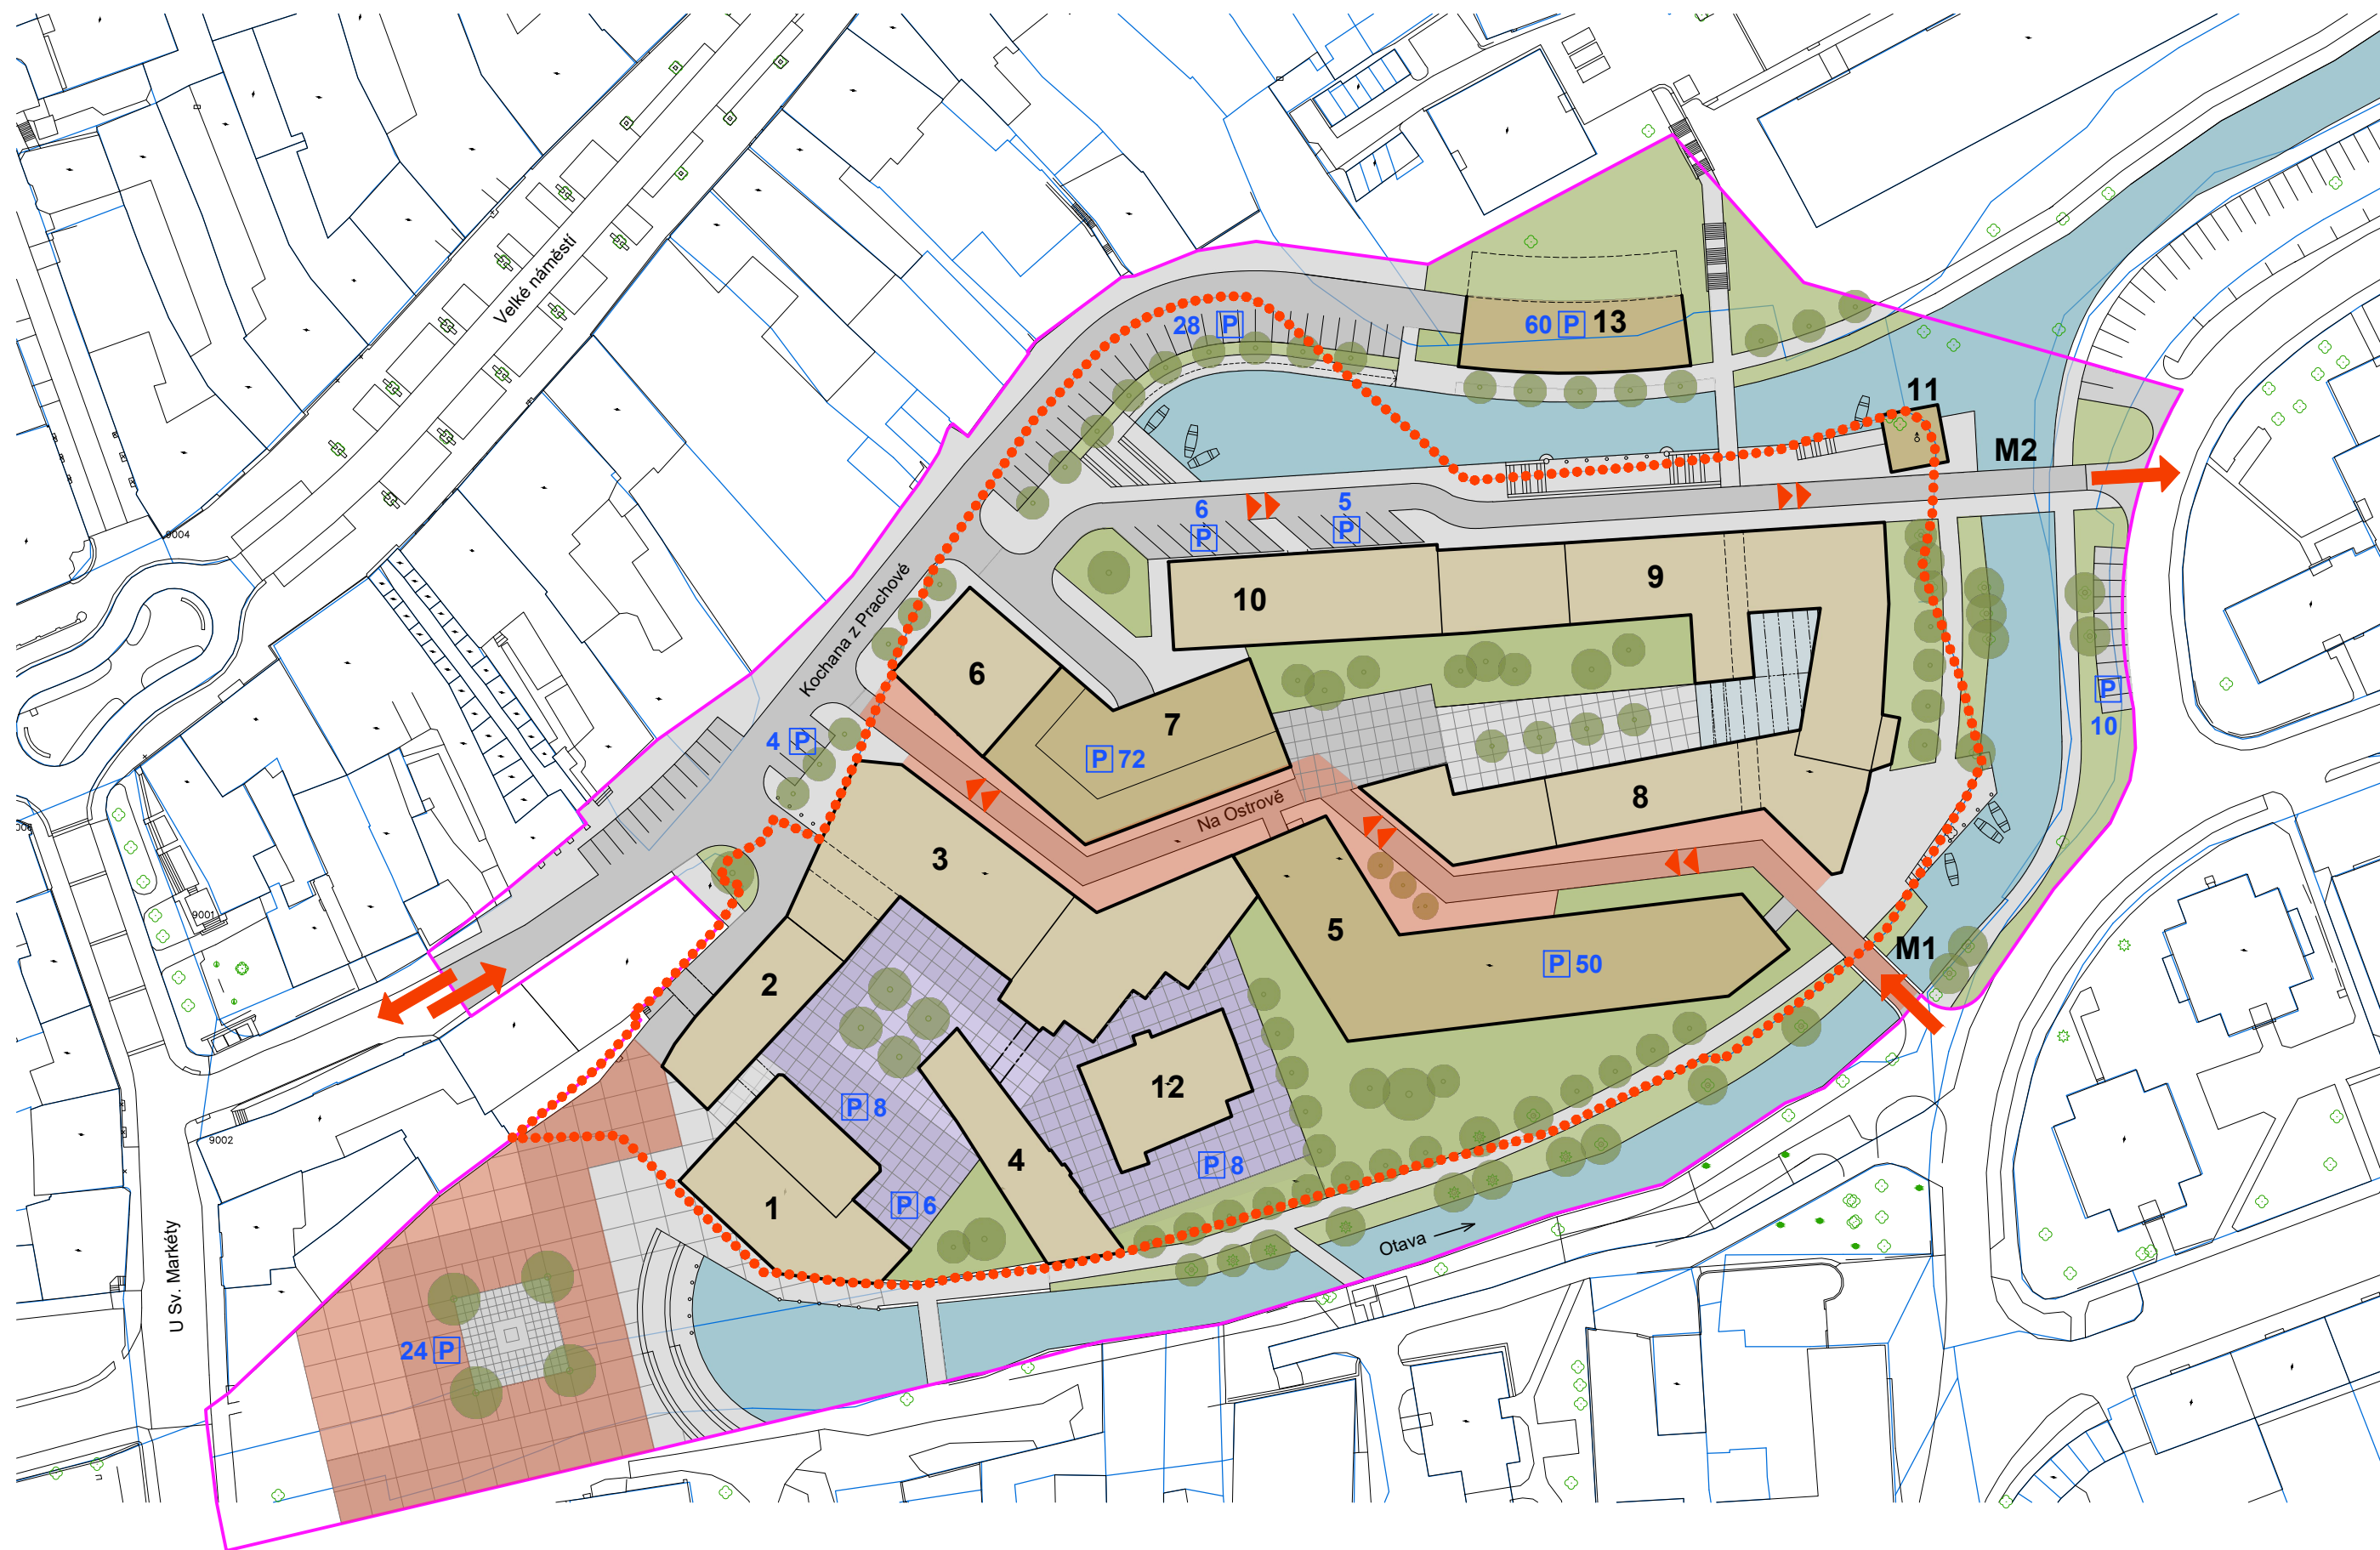 Velké náměstí
28 P
60 P 13
11
M2
6
P
5
P
9004
Kochana z Prachové
10
9
6
7
P 72
P
10
4 P
Na Ostrově
8
3
5
9001
P 50
M1
2
12
P 8
9002
4
P 8
1
P 6
U Sv. Markéty
Otava
24 P